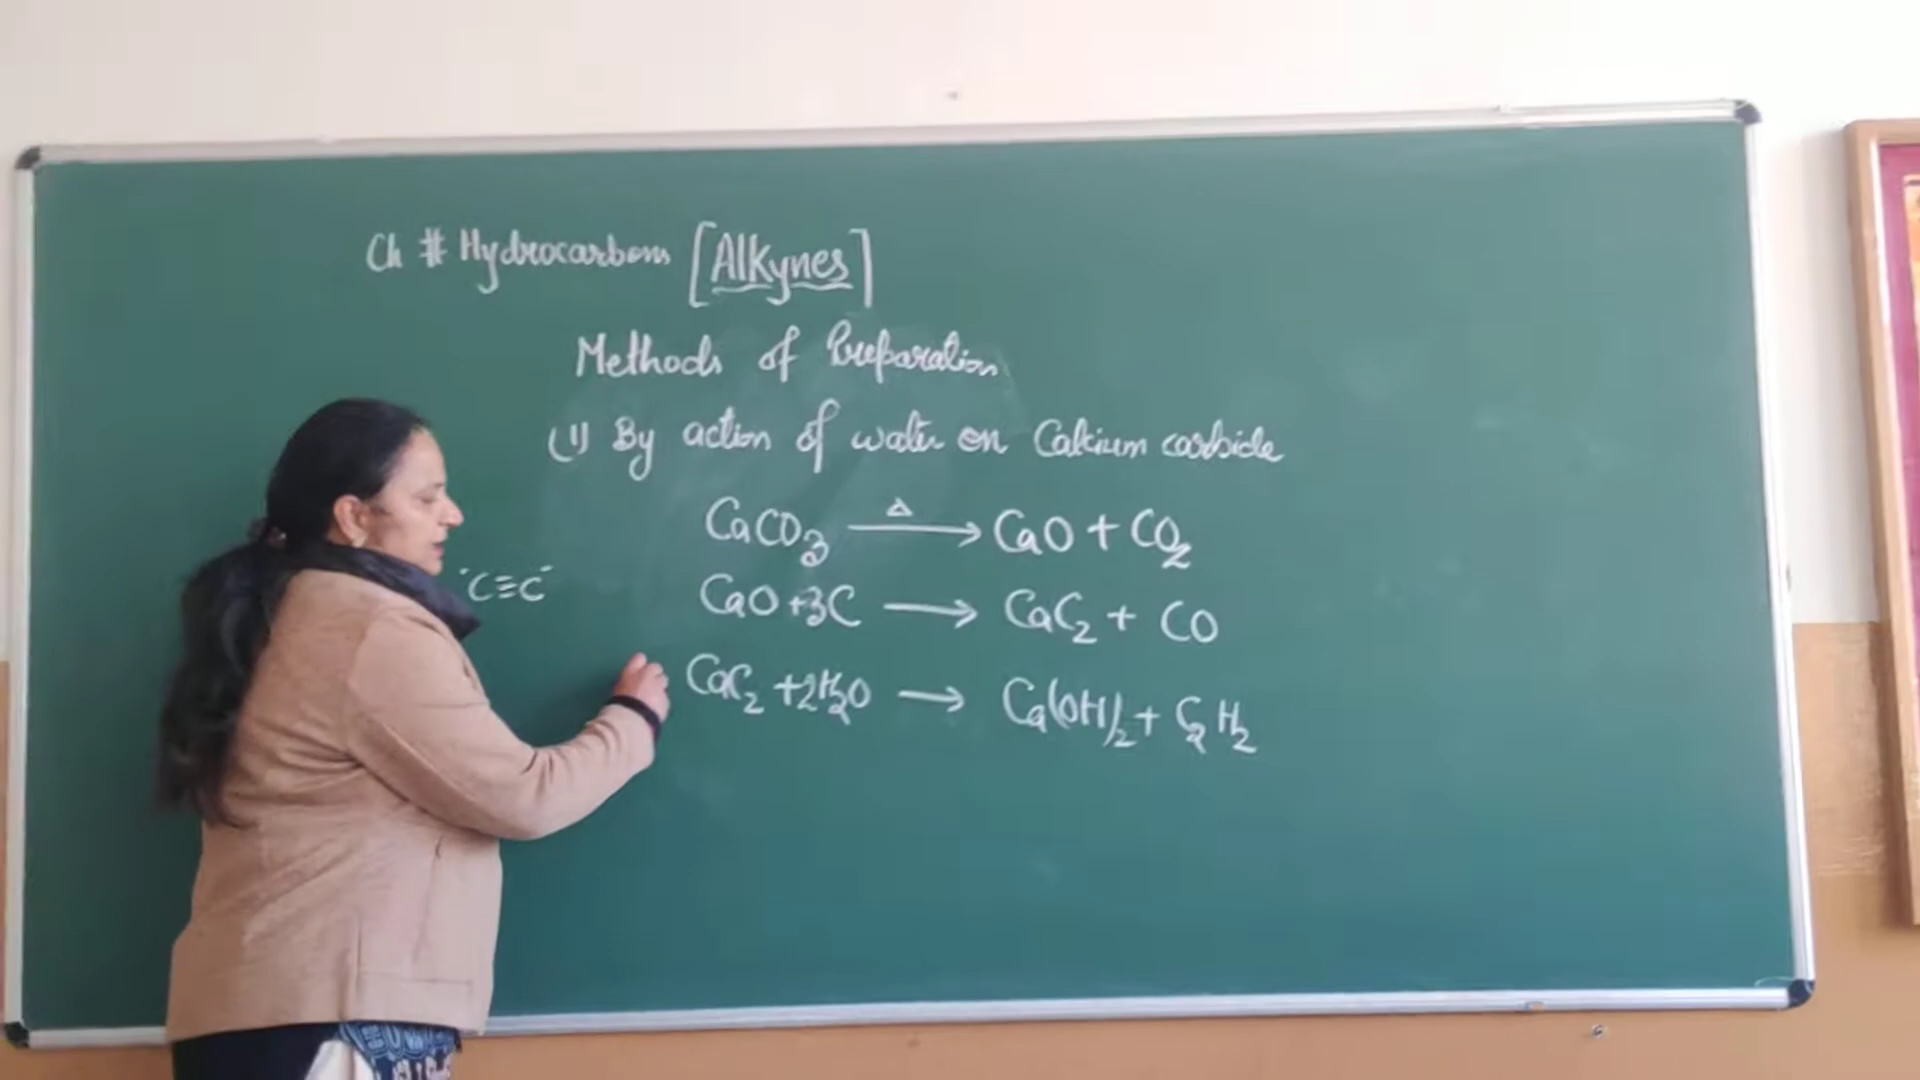 Ch # Hydrocarbons [Alkynes]
Methods of Preparation
(1) By action of water on Calcium carbide
CaCO₃ —Δ→ CaO + CO₂
⁻C≡C⁻
CaO + 3C ⟶ CaC₂ + CO
CaC₂ + 2H₂O ⟶ Ca(OH)₂ + C₂H₂